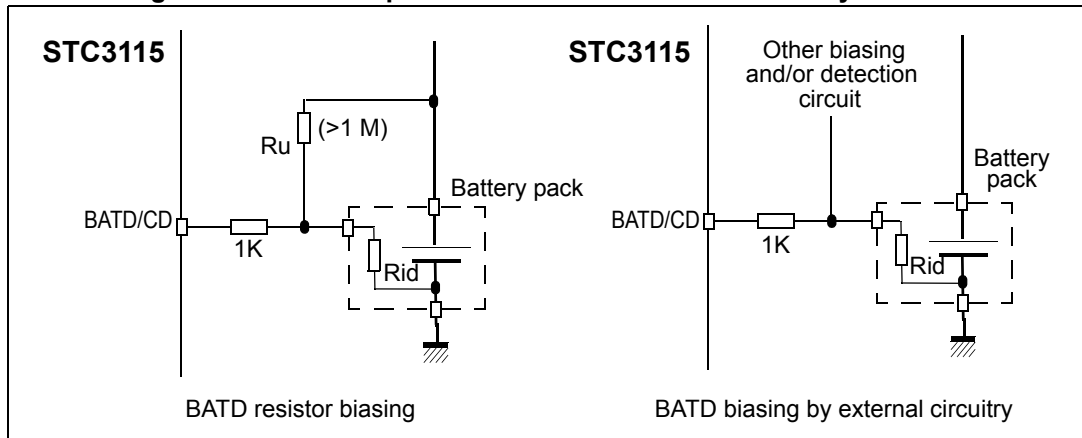 STC3115
Ru
(>1 M)
Battery pack
BATD/CD
1K
Rid
BATD resistor biasing
STC3115
Other biasing
and/or detection
circuit
Battery
pack
BATD/CD
1K
Rid
BATD biasing by external circuitry